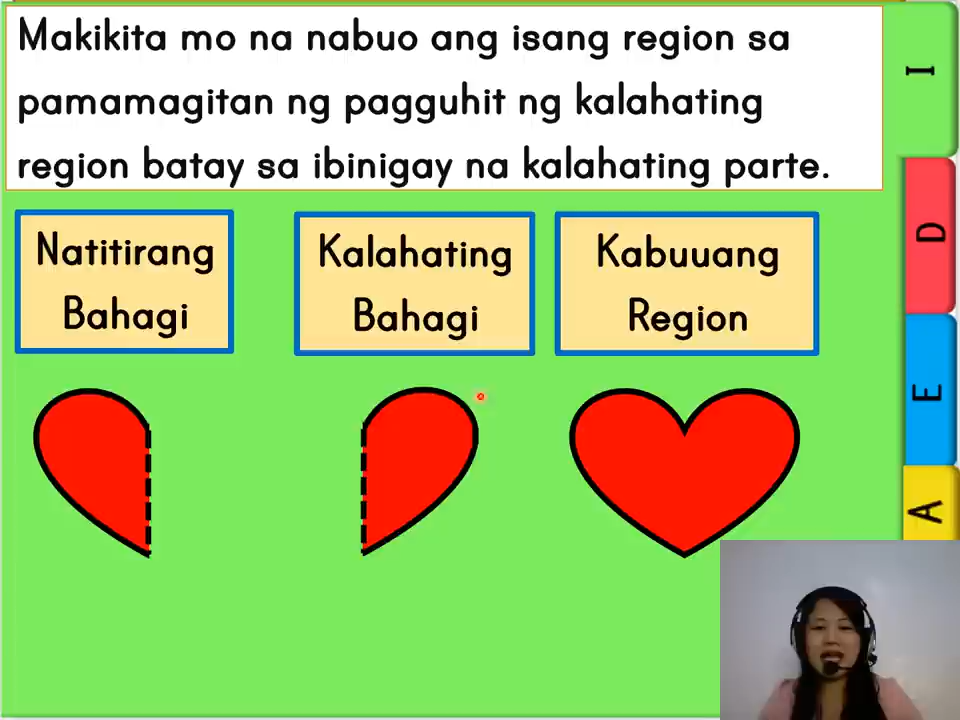 Makikita mo na nabuo ang isang region sa
pamamagitan ng pagguhit ng kalahating
region batay sa ibinigay na kalahating parte.
Natitirang
Bahagi
Kalahating
Bahagi
Kabuuang
Region
I
D
E
A